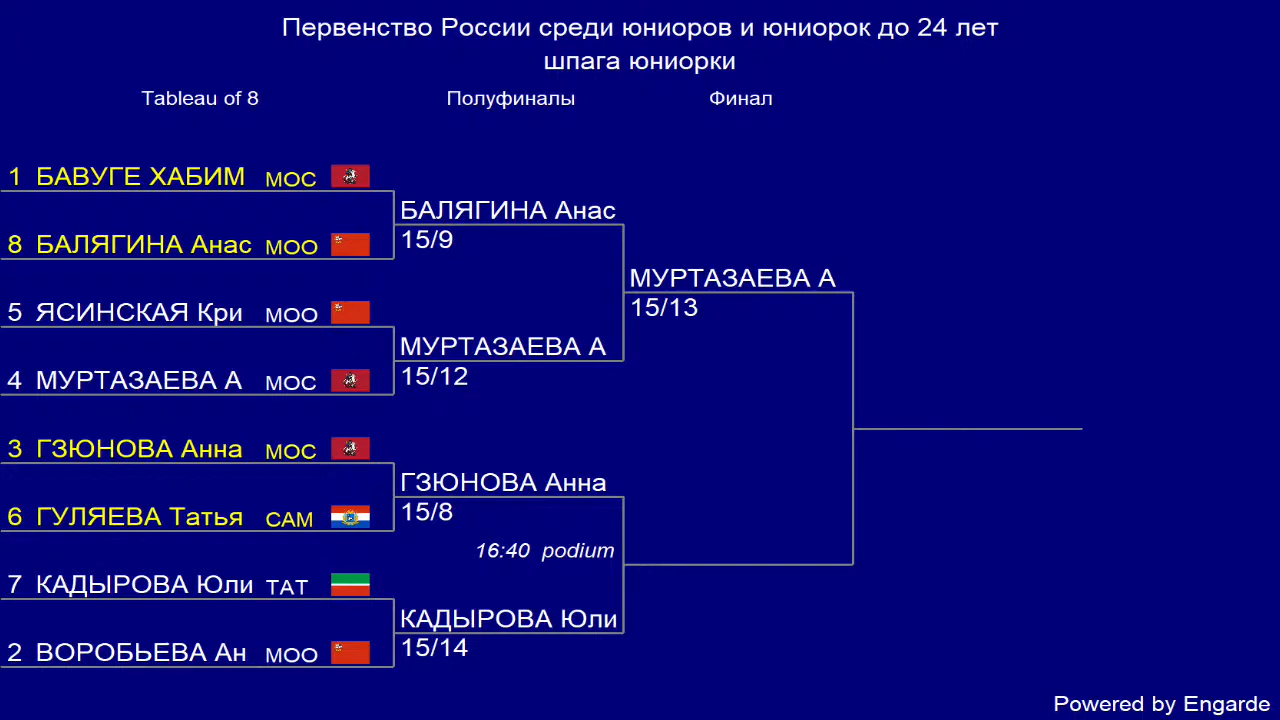 Первенство России среди юниоров и юниорок до 24 лет
шпага юниорки
Tableau of 8 Полуфиналы Финал
1 БАВУГЕ ХАБИМ МОС
БАЛЯГИНА Анас
8 БАЛЯГИНА Анас МОО
15/9
МУРТАЗАЕВА А
15/13
5 ЯСИНСКАЯ Кри МОО
МУРТАЗАЕВА А
4 МУРТАЗАЕВА А МОС
15/12
3 ГЗЮНОВА Анна МОС
ГЗЮНОВА Анна
6 ГУЛЯЕВА Татья САМ
15/8
16:40 podium
7 КАДЫРОВА Юли ТАТ
КАДЫРОВА Юли
2 ВОРОБЬЕВА Ан МОО
15/14
Powered by Engarde